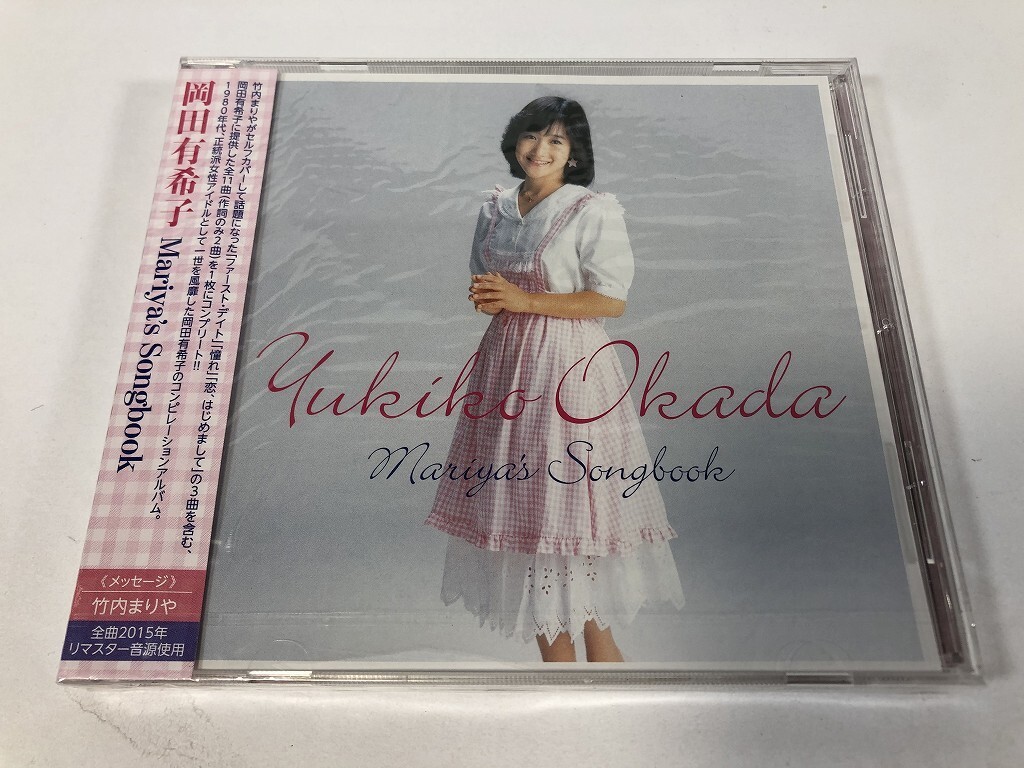 岡田有希子 Mariya's Songbook
竹内まりやがセルフカバーして話題になった「ファースト・デイト」「憧れ」「恋、はじめまして」の3曲を含む、
岡田有希子に提供した全11曲(作詞のみ2曲)を1枚にコンプリート!!
1980年代、正統派女性アイドルとして一世を風靡した岡田有希子のコンピレーションアルバム。
《メッセージ》
竹内まりや
全曲2015年
リマスター音源使用
Yukiko Okada
Mariya's Songbook